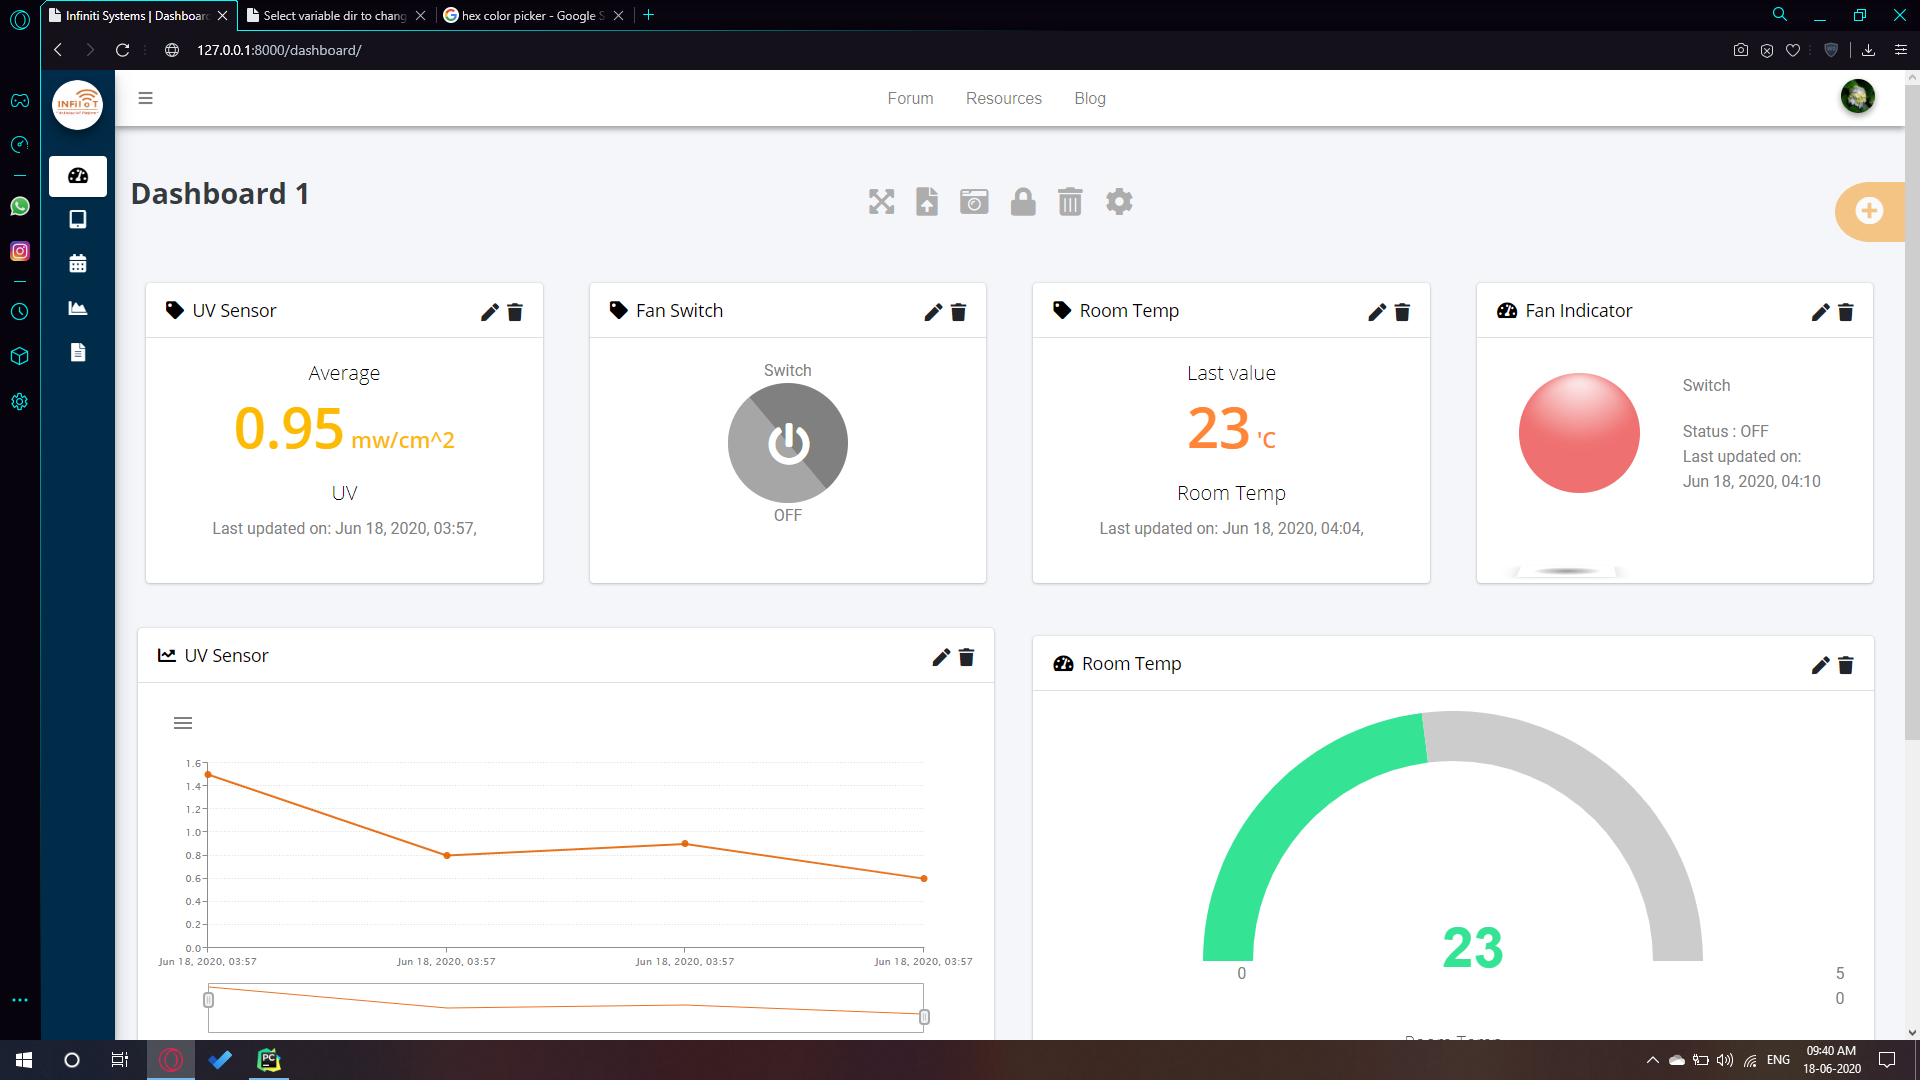 Infiniti Systems | Dashboar
Select variable dir to chang
hex color picker - Google S
127.0.0.1:8000/dashboard/
INFIIOT
Forum
Resources
Blog
Dashboard 1
UV Sensor
Average
0.95 mw/cm^2
UV
Last updated on: Jun 18, 2020, 03:57,
Fan Switch
Switch
OFF
Room Temp
Last value
23 'C
Room Temp
Last updated on: Jun 18, 2020, 04:04,
Fan Indicator
Switch
Status : OFF
Last updated on:
Jun 18, 2020, 04:10
UV Sensor
1.6
1.4
1.2
1.0
0.8
0.6
0.4
0.2
0.0
Jun 18, 2020, 03:57
Jun 18, 2020, 03:57
Jun 18, 2020, 03:57
Jun 18, 2020, 03:57
Room Temp
23
0
5
0
Room Temp
PC
ENG
09:40 AM
18-06-2020